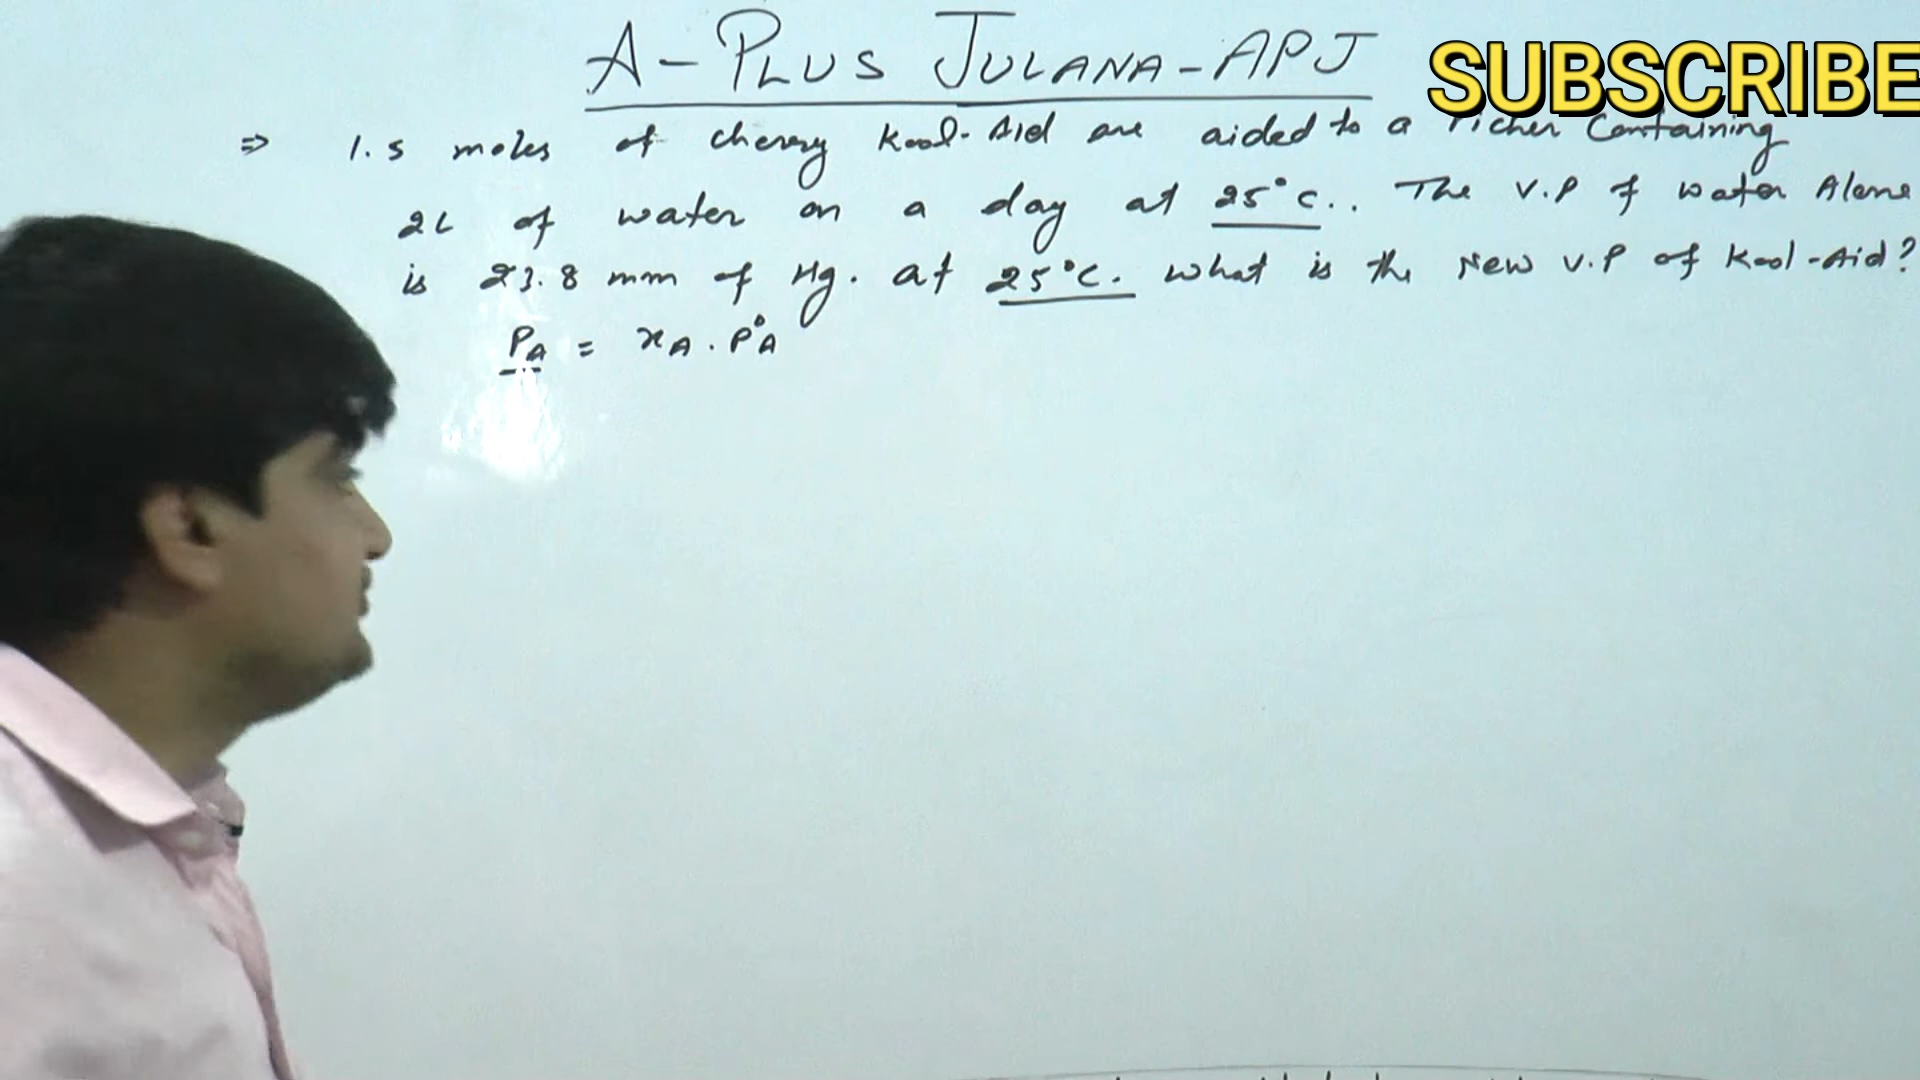 A-PLUS JULANA-APJ
SUBSCRIBE
⇒ 1.5 moles of cherry Kool-Aid are aided to a Picher Containing
2L of water on a day at 25°C.. The V.P of water Alone
is 23.8 mm of Hg. at 25°C. what is the New V.P of Kool-Aid?
PA = xA . P°A